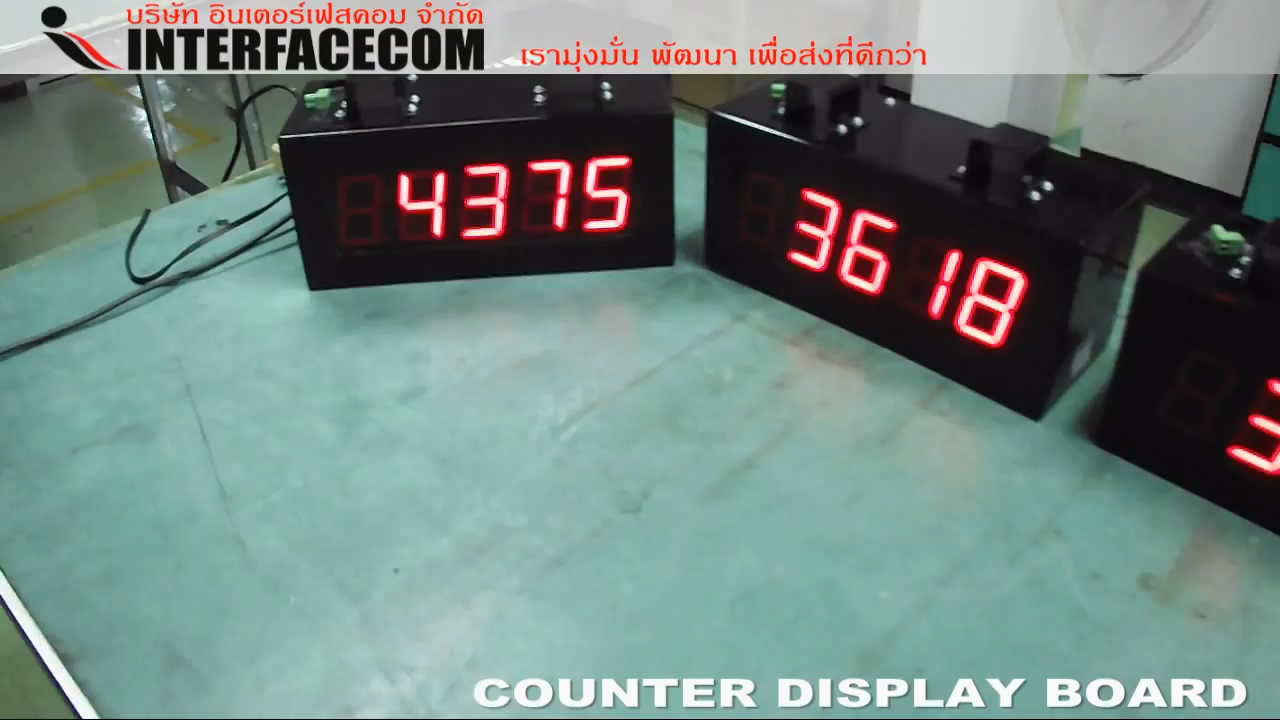 บริษัท อินเตอร์เฟสคอม จำกัด
INTERFACECOM
เรามุ่งมั่น พัฒนา เพื่อส่งที่ดีกว่า
4375
3618
3
COUNTER DISPLAY BOARD